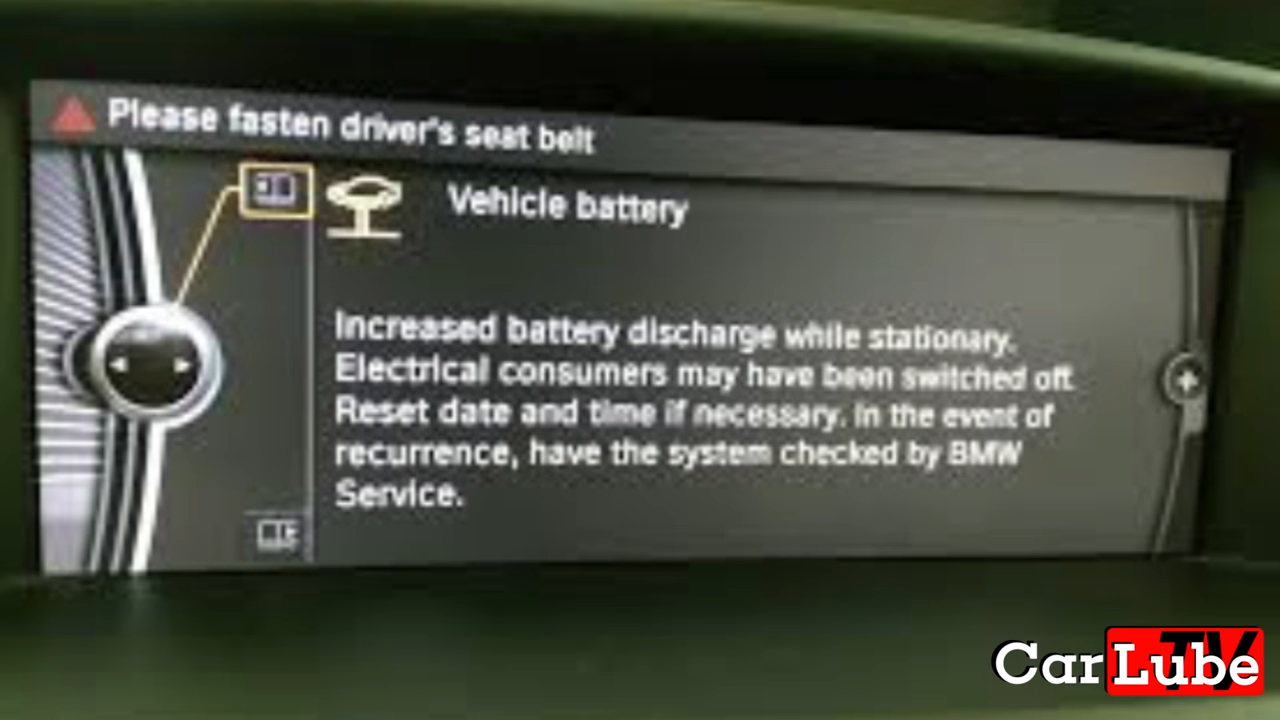 Please fasten driver's seat belt
Vehicle battery
Increased battery discharge while stationary.
Electrical consumers may have been switched off.
Reset date and time if necessary. In the event of
recurrence, have the system checked by BMW
Service.
CarLube
TV